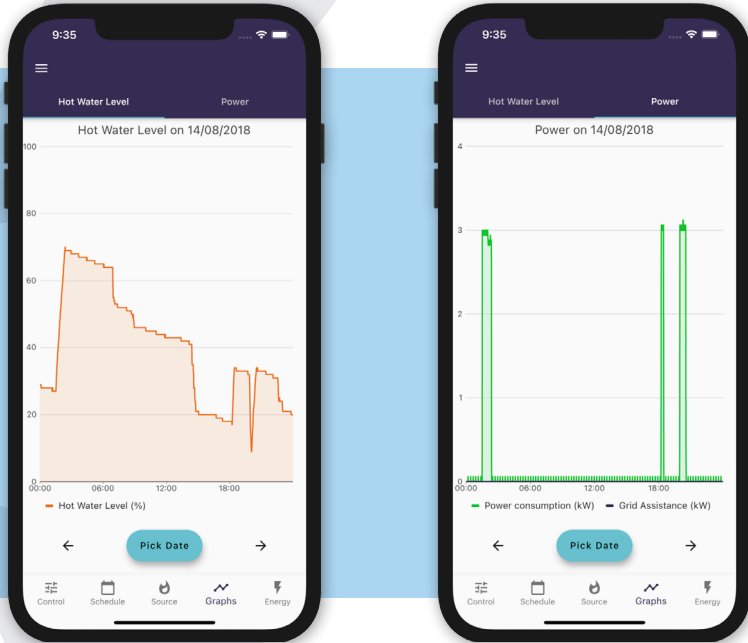 9:35
Hot Water Level Power
Hot Water Level on 14/08/2018
100
80
60
40
20
0
00:00 06:00 12:00 18:00
Hot Water Level (%)
Pick Date
Control Schedule Source Graphs Energy
9:35
Hot Water Level Power
Power on 14/08/2018
4
3
2
1
0
00:00 06:00 12:00 18:00
Power consumption (kW) Grid Assistance (kW)
Pick Date
Control Schedule Source Graphs Energy